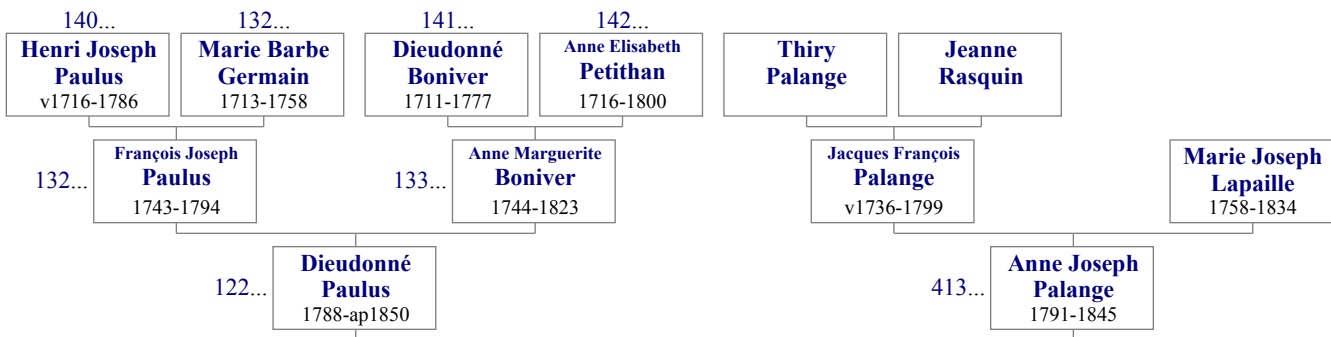 140... 132... 141... 142...
Henri Joseph
Paulus
v1716-1786
Marie Barbe
Germain
1713-1758
Dieudonné
Boniver
1711-1777
Anne Elisabeth
Petithan
1716-1800
Thiry
Palange
Jeanne
Rasquin
132...
François Joseph
Paulus
1743-1794
133...
Anne Marguerite
Boniver
1744-1823
Jacques François
Palange
v1736-1799
Marie Joseph
Lapaille
1758-1834
122...
Dieudonné
Paulus
1788-ap1850
413...
Anne Joseph
Palange
1791-1845